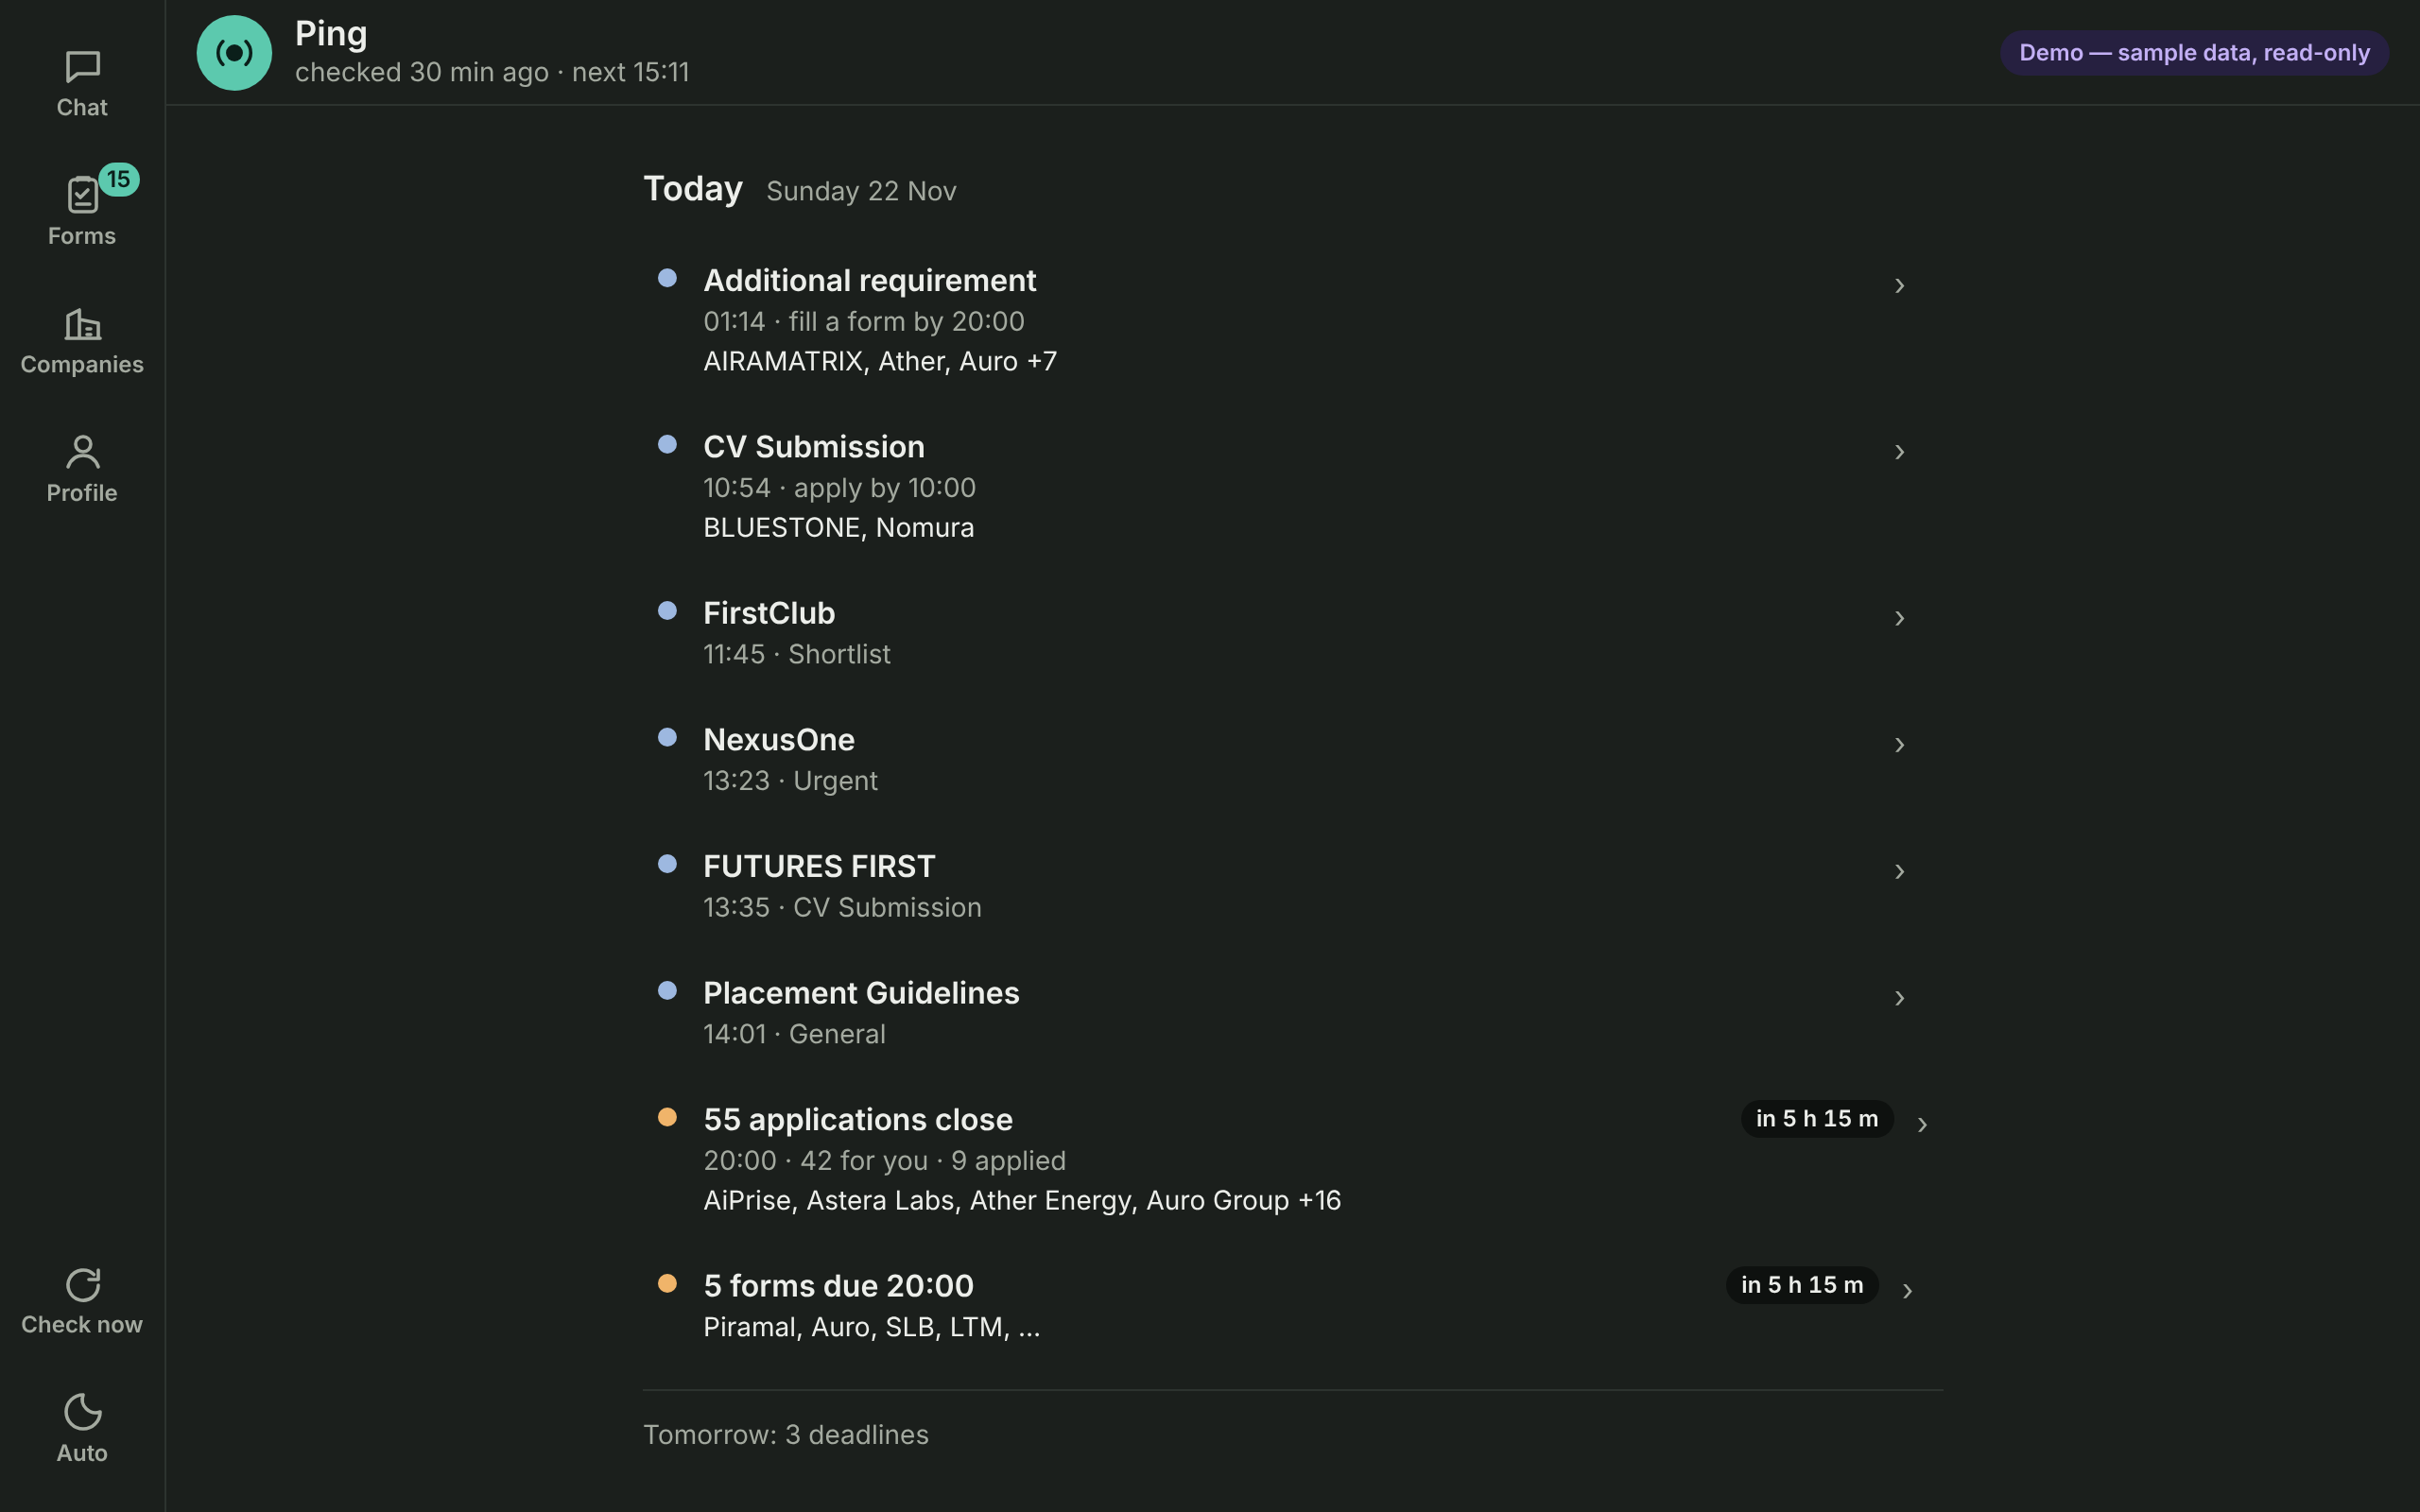 Ping
checked 30 min ago · next 15:11
Demo — sample data, read-only
Chat
15
Forms
Companies
Profile
Check now
Auto
Today Sunday 22 Nov
Additional requirement
01:14 · fill a form by 20:00
AIRAMATRIX, Ather, Auro +7
CV Submission
10:54 · apply by 10:00
BLUESTONE, Nomura
FirstClub
11:45 · Shortlist
NexusOne
13:23 · Urgent
FUTURES FIRST
13:35 · CV Submission
Placement Guidelines
14:01 · General
55 applications close in 5 h 15 m
20:00 · 42 for you · 9 applied
AiPrise, Astera Labs, Ather Energy, Auro Group +16
5 forms due 20:00 in 5 h 15 m
Piramal, Auro, SLB, LTM, ...
Tomorrow: 3 deadlines